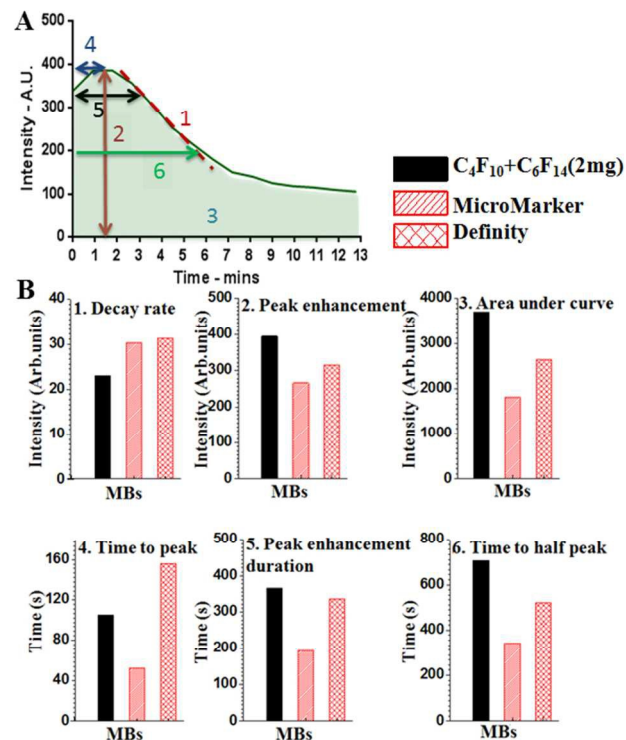 A
500
400
300
200
100
0
Intensity - A.U.
4
5
2
1
6
3
0 1 2 3 4 5 6 7 8 9 10 11 12 13
Time - mins
C₄F₁₀+C₆F₁₄(2mg)
MicroMarker
Definity
B
1. Decay rate
40
30
20
10
0
Intensity (Arb.units)
MBs
2. Peak enhancement
500
400
300
200
100
0
Intensity (Arb.units)
MBs
3. Area under curve
4000
3000
2000
1000
0
Intensity (Arb.units)
MBs
4. Time to peak
160
120
80
40
0
Time (s)
MBs
5. Peak enhancement
duration
500
400
300
200
100
0
Time (s)
MBs
6. Time to half peak
800
600
400
200
0
Time (s)
MBs